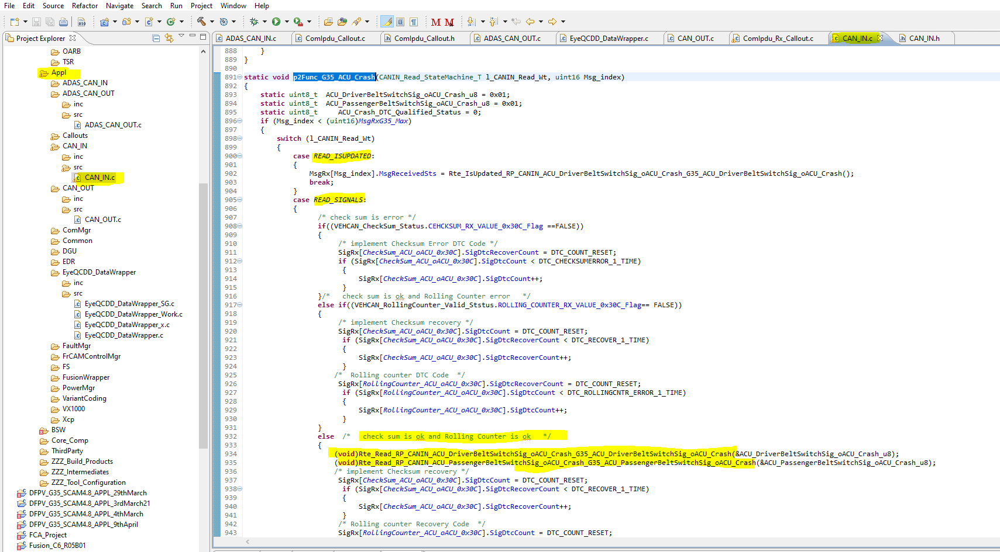 File Edit Source Refactor Navigate Search Run Project Window Help
Project Explorer
OARB
TSR
Appl
ADAS_CAN_IN
ADAS_CAN_OUT
inc
src
ADAS_CAN_OUT.c
Callouts
CAN_IN
inc
src
CAN_IN.c
CAN_OUT
inc
src
CAN_OUT.c
ComMgr
Common
DGU
EDR
EyeQCDD_DataWrapper
inc
src
EyeQCDD_DataWrapper_SG.c
EyeQCDD_DataWrapper_Work.c
EyeQCDD_DataWrapper_x.c
EyeQCDD_DataWrapper.c
FaultMgr
FrCAMControlMgr
FS
FusionWrapper
PowerMgr
VariantCoding
VX1000
Xcp
BSW
Core_Comp
ThirdParty
ZZZ_Build_Products
ZZZ_Intermediates
ZZZ_Tool_Configuration
DFPV_G35_SCAM4.8_APPL_29thMarch
DFPV_G35_SCAM4.8_APPL_3rdMarch21
DFPV_G35_SCAM4.8_APPL_4thMarch
DFPV_G35_SCAM4.8_APPL_9thApril
FCA_Project
Fusion_C6_R05B01
ADAS_CAN_IN.c ComIpdu_Callout.c ComIpdu_Callout.h ADAS_CAN_OUT.c EyeQCDD_DataWrapper.c CAN_OUT.c ComIpdu_Rx_Callout.c CAN_IN.c CAN_IN.h
888 }
889 }
890
891 static void p2Func_G35_ACU_Crash(CANIN_Read_StateMachine_T l_CANIN_Read_Wt, uint16 Msg_index)
892 {
893 static uint8_t ACU_DriverBeltSwitchSig_oACU_Crash_u8 = 0x01;
894 static uint8_t ACU_PassengerBeltSwitchSig_oACU_Crash_u8 = 0x01;
895 static uint8_t ACU_Crash_DTC_Qualified_Status = 0;
896 if (Msg_index < (uint16)MsgRxG35_Max)
897 {
898 switch (l_CANIN_Read_Wt)
899 {
900 case READ_ISUPDATED:
901 {
902 MsgRx[Msg_index].MsgReceivedSts = Rte_IsUpdated_RP_CANIN_ACU_DriverBeltSwitchSig_oACU_Crash_G35_ACU_DriverBeltSwitchSig_oACU_Crash();
903 break;
904 }
905 case READ_SIGNALS:
906 {
907 /* check sum is error */
908 if((VEHCAN_CheckSum_Status.CEHCKSUM_RX_VALUE_0x30C_Flag ==FALSE))
909 {
910 /* implement Checksum Error DTC Code */
911 SigRx[CheckSum_ACU_oACU_0x30C].SigDtcRecoverCount = DTC_COUNT_RESET;
912 if (SigRx[CheckSum_ACU_oACU_0x30C].SigDtcCount < DTC_CHECKSUMERROR_1_TIME)
913 {
914 SigRx[CheckSum_ACU_oACU_0x30C].SigDtcCount++;
915 }
916 }/* check sum is ok and Rolling Counter error */
917 else if((VEHCAN_RollingCounter_Valid_Ststus.ROLLING_COUNTER_RX_VALUE_0x30C_Flag== FALSE))
918 {
919 /* implement Checksum recovery */
920 SigRx[CheckSum_ACU_oACU_0x30C].SigDtcCount = DTC_COUNT_RESET;
921 if (SigRx[CheckSum_ACU_oACU_0x30C].SigDtcRecoverCount < DTC_RECOVER_1_TIME)
922 {
923 SigRx[CheckSum_ACU_oACU_0x30C].SigDtcRecoverCount++;
924 }
925 /* Rolling counter DTC Code */
926 SigRx[RollingCounter_ACU_oACU_0x30C].SigDtcRecoverCount = DTC_COUNT_RESET;
927 if (SigRx[RollingCounter_ACU_oACU_0x30C].SigDtcCount < DTC_ROLLINGCNTR_ERROR_1_TIME)
928 {
929 SigRx[RollingCounter_ACU_oACU_0x30C].SigDtcCount++;
930 }
931 }
932 else /* check sum is ok and Rolling Counter is ok */
933 {
934 (void)Rte_Read_RP_CANIN_ACU_DriverBeltSwitchSig_oACU_Crash_G35_ACU_DriverBeltSwitchSig_oACU_Crash(&ACU_DriverBeltSwitchSig_oACU_Crash_u8);
935 (void)Rte_Read_RP_CANIN_ACU_PassengerBeltSwitchSig_oACU_Crash_G35_ACU_PassengerBeltSwitchSig_oACU_Crash(&ACU_PassengerBeltSwitchSig_oACU_Crash_u8);
936 /* implement Checksum recovery */
937 SigRx[CheckSum_ACU_oACU_0x30C].SigDtcCount = DTC_COUNT_RESET;
938 if (SigRx[CheckSum_ACU_oACU_0x30C].SigDtcRecoverCount < DTC_RECOVER_1_TIME)
939 {
940 SigRx[CheckSum_ACU_oACU_0x30C].SigDtcRecoverCount++;
941 }
942 /* Rolling counter Recovery Code */
943 SigRx[RollingCounter_ACU_oACU_0x30C].SigDtcCount = DTC_COUNT_RESET;